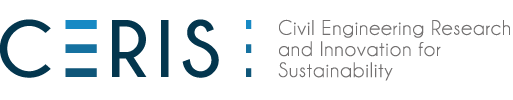 CERIS
Civil Engineering Research
and Innovation for
Sustainability